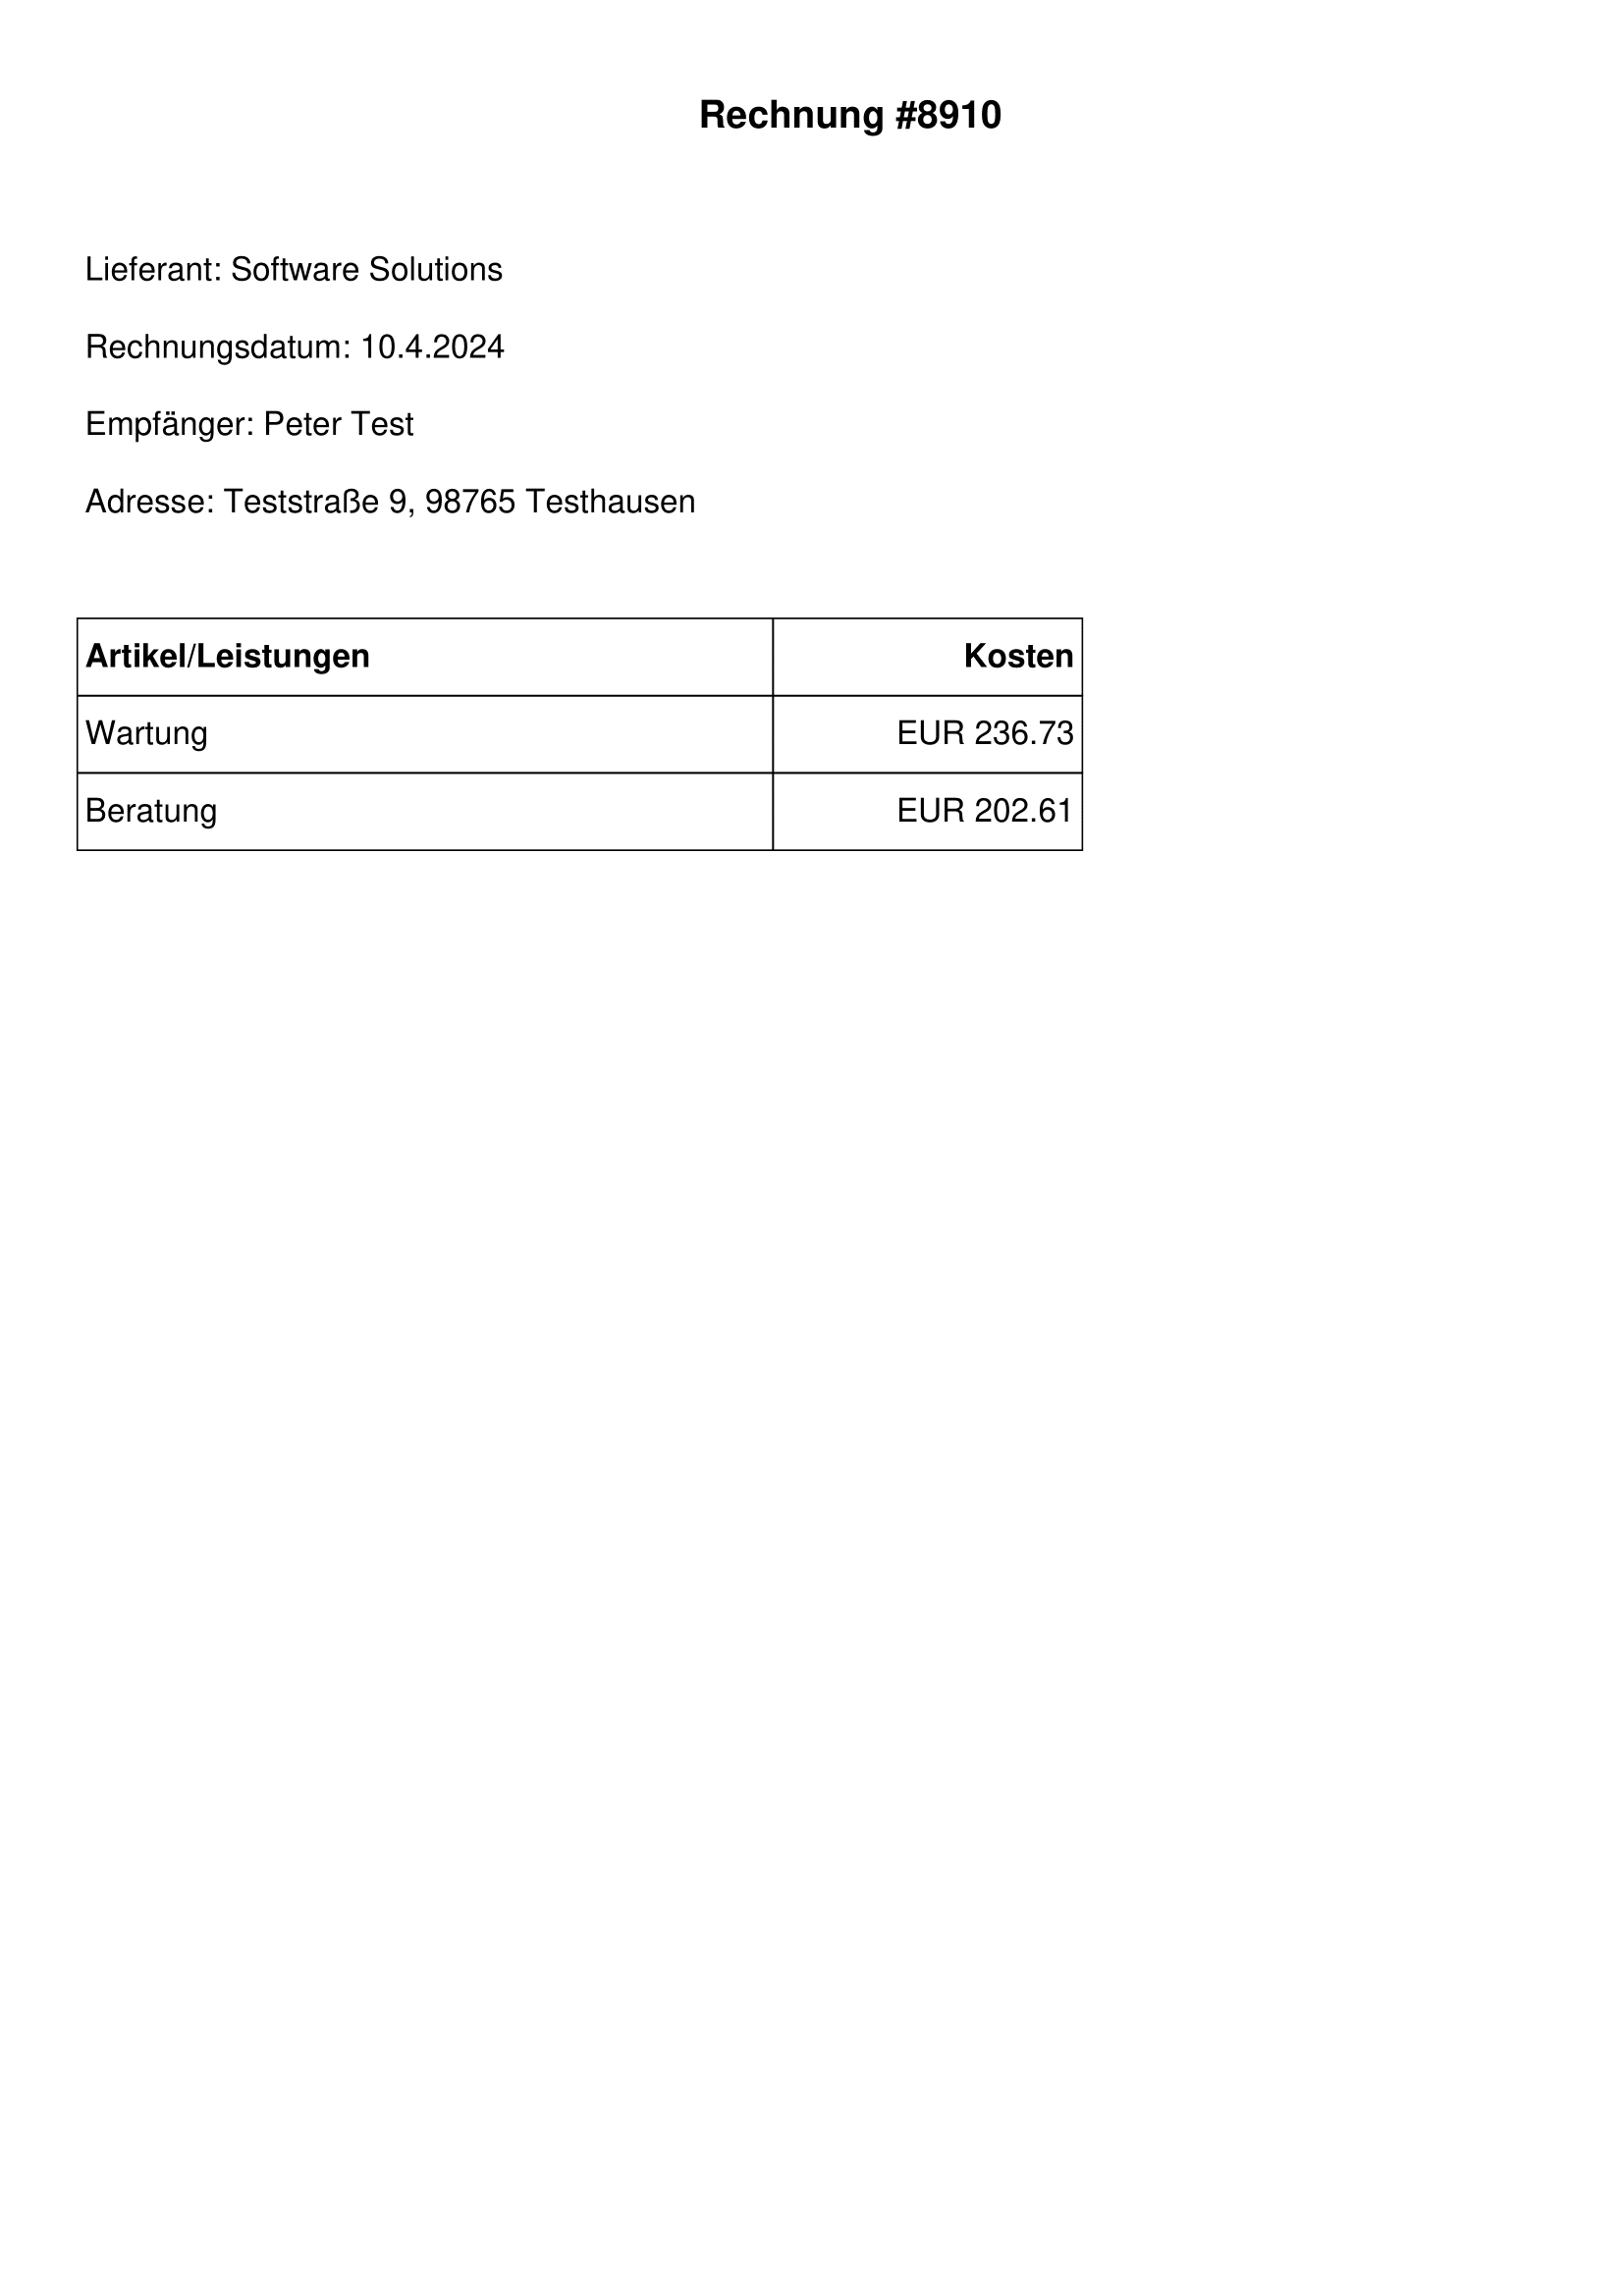 Rechnung #8910
Lieferant: Software Solutions
Rechnungsdatum: 10.4.2024
Empfänger: Peter Test
Adresse: Teststraße 9, 98765 Testhausen
Artikel/Leistungen Kosten
Wartung EUR 236.73
Beratung EUR 202.61